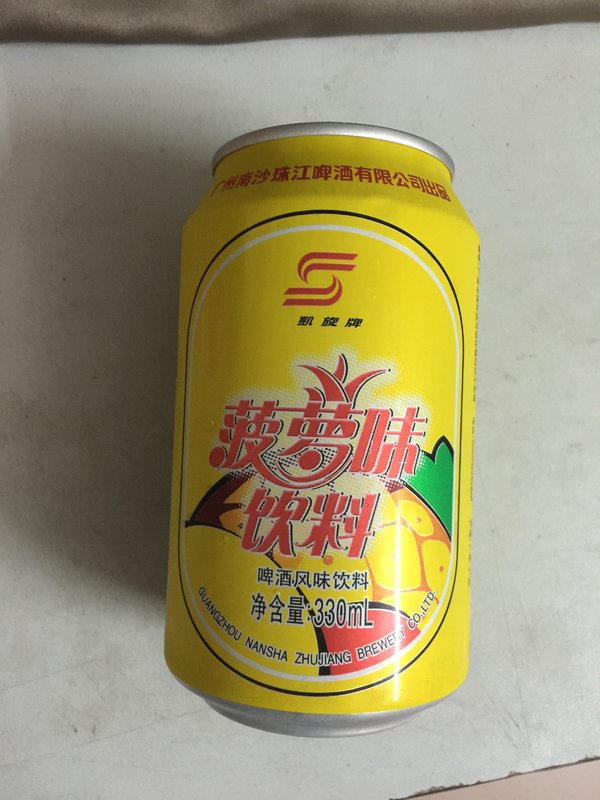 广州南沙珠江啤酒有限公司出品
凯旋牌
菠萝味
饮料
啤酒风味饮料
净含量:330mL
GUANGZHOU NANSHA ZHUJIANG BREWERY CO.,LTD